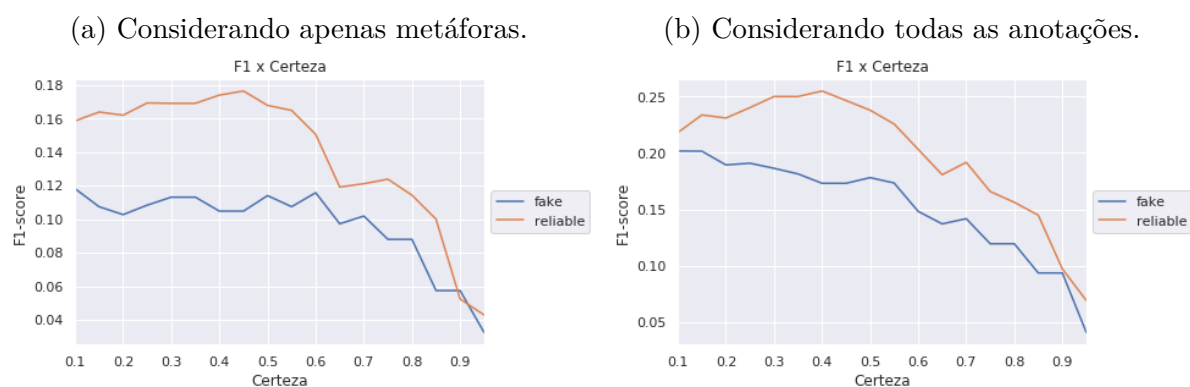 (a) Considerando apenas metáforas.
F1 x Certeza
0.18
0.16
0.14
0.12
0.10
0.08
0.06
0.04
F1-score
0.1 0.2 0.3 0.4 0.5 0.6 0.7 0.8 0.9
Certeza
fake
reliable
(b) Considerando todas as anotações.
F1 x Certeza
0.25
0.20
0.15
0.10
0.05
F1-score
0.1 0.2 0.3 0.4 0.5 0.6 0.7 0.8 0.9
Certeza
fake
reliable